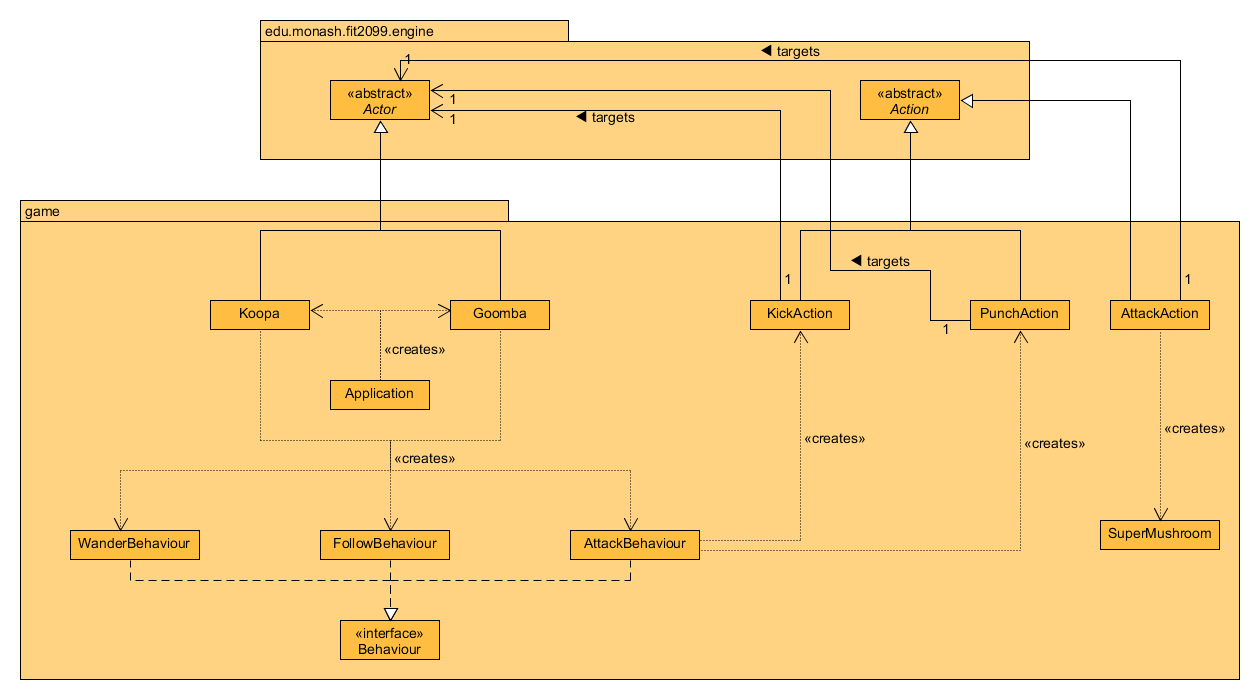 edu.monash.fit2099.engine
targets
1
«abstract»
Actor
1
1
targets
«abstract»
Action
game
targets
1
1
1
Koopa
Goomba
KickAction
PunchAction
AttackAction
«creates»
Application
«creates»
«creates»
«creates»
«creates»
WanderBehaviour
FollowBehaviour
AttackBehaviour
SuperMushroom
«interface»
Behaviour